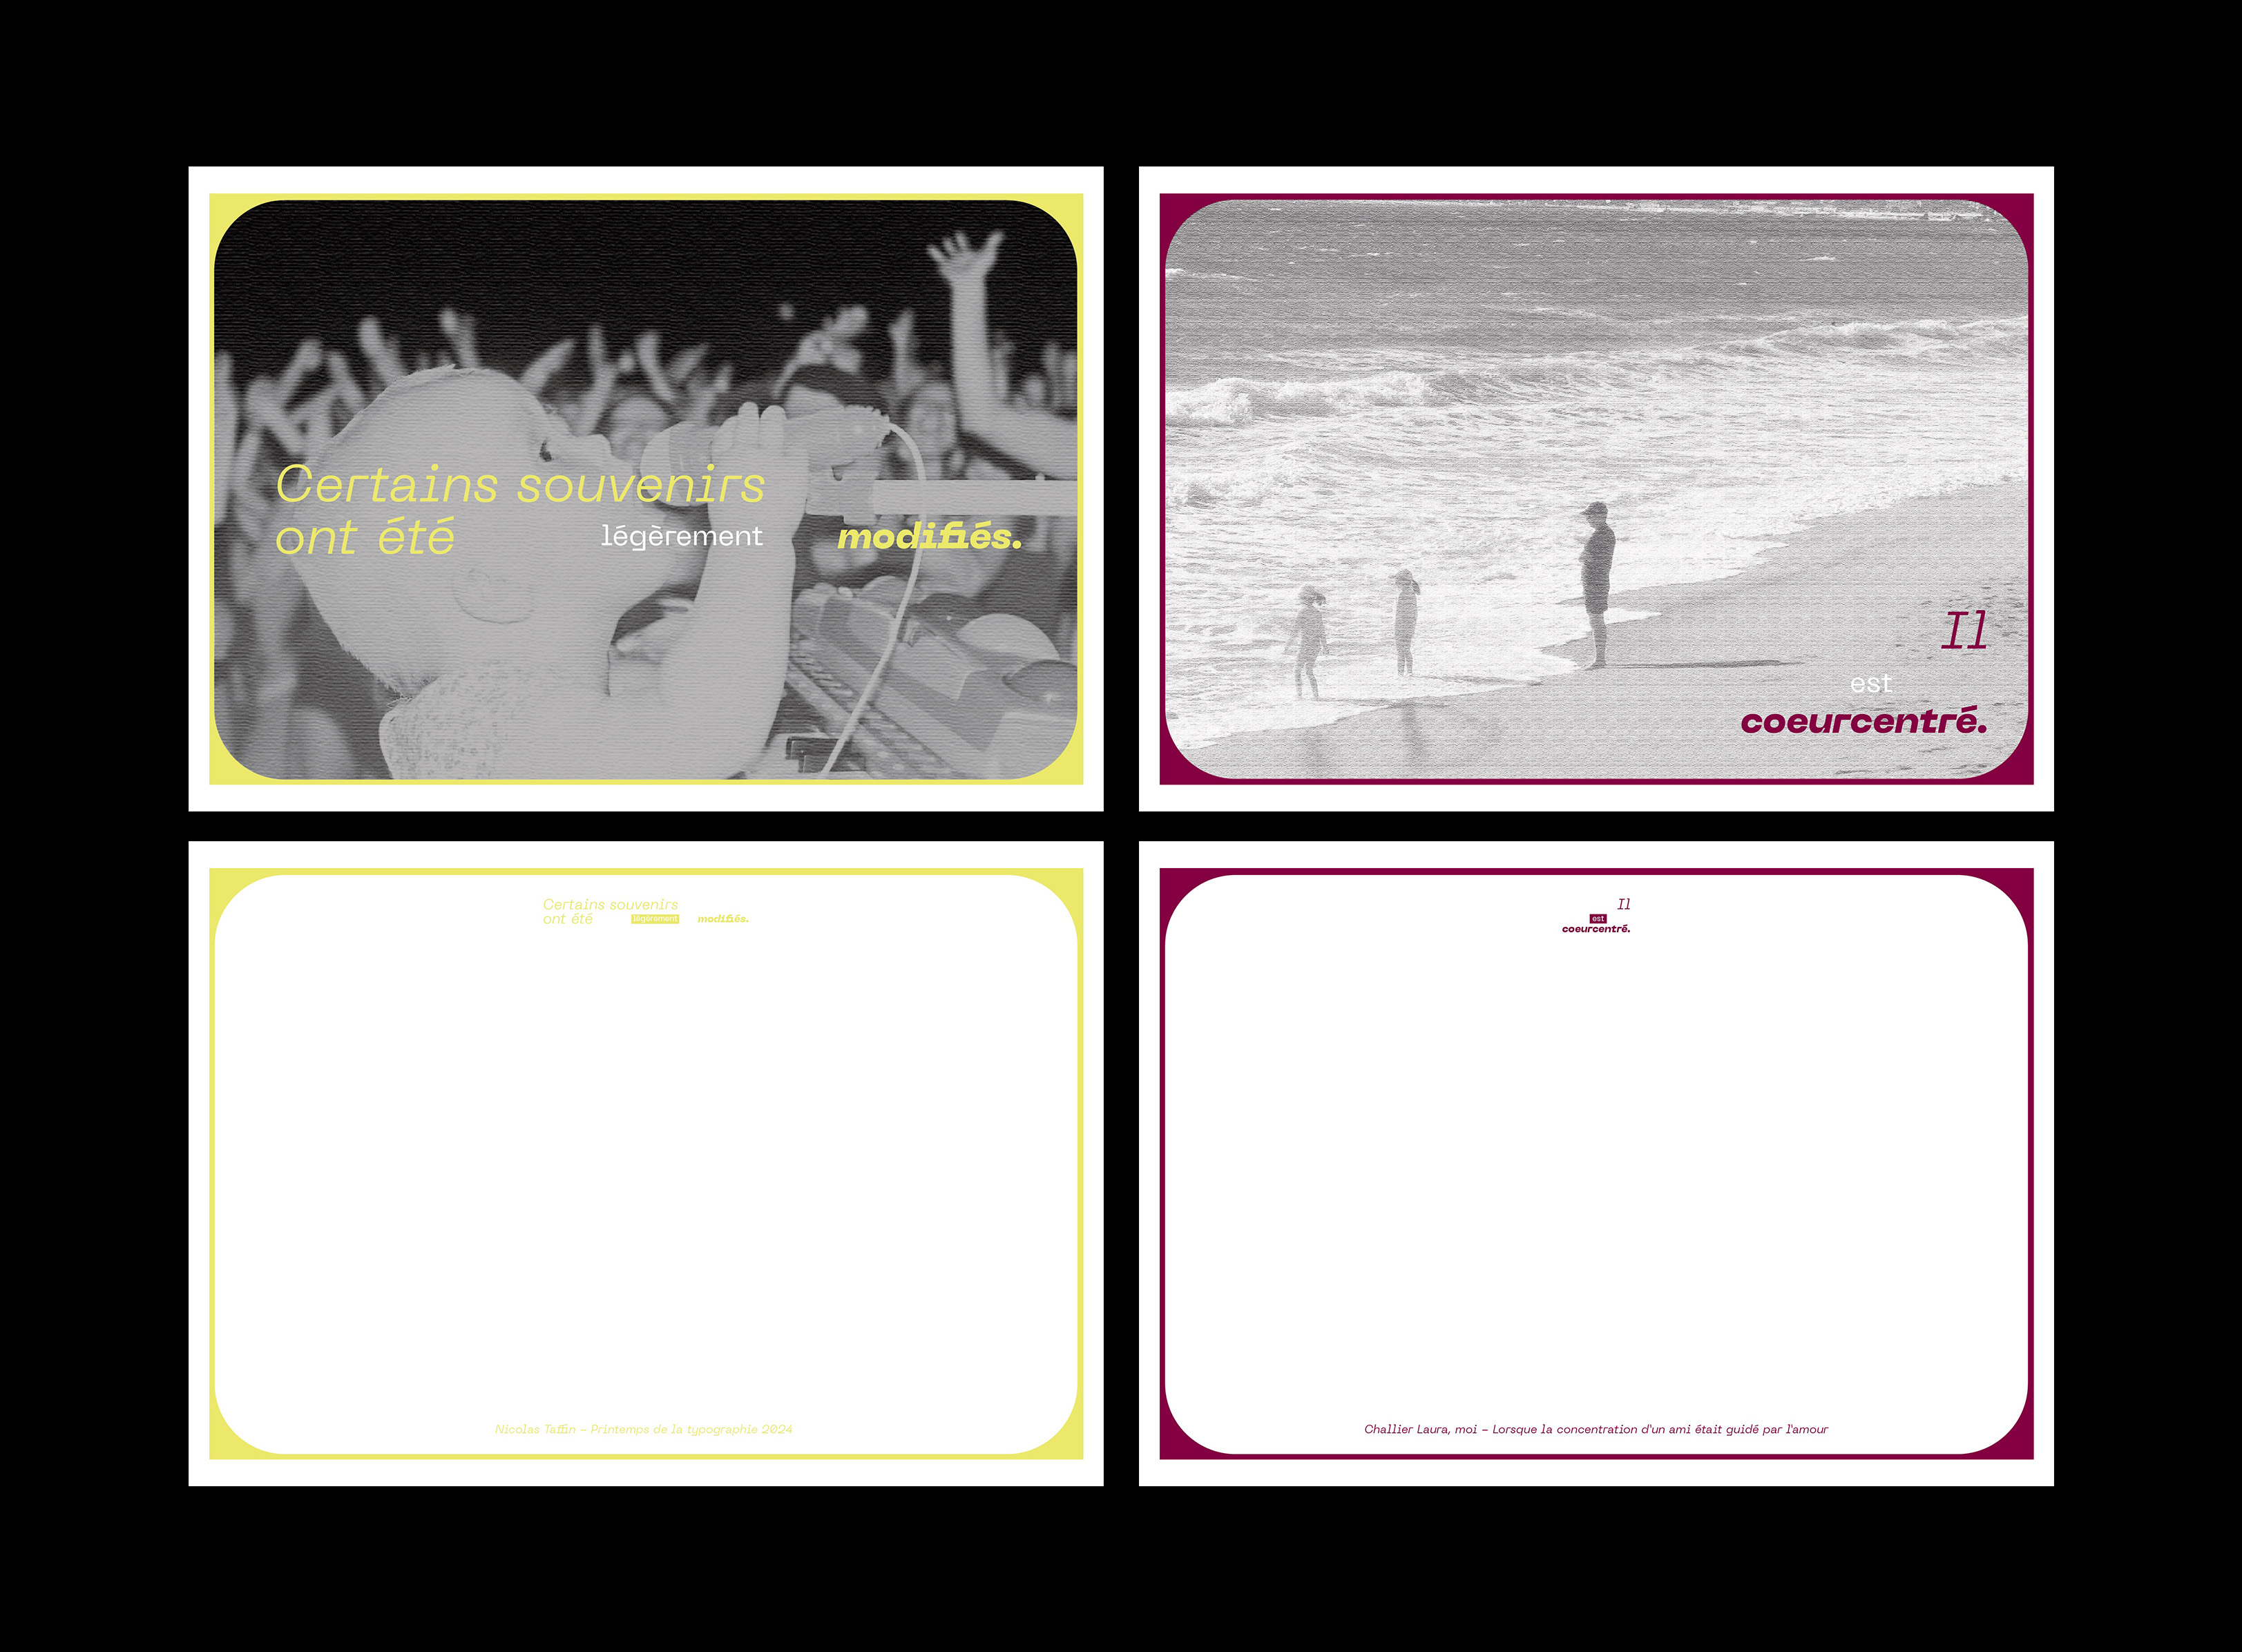 Certains souvenirs
ont été légèrement modifiés.
Il
est
coeurcentré.
Certains souvenirs
ont été légèrement modifiés.
Nicolas Taffin – Printemps de la typographie 2024
Il
est
coeurcentré.
Challier Laura, moi – Lorsque la concentration d'un ami était guidé par l'amour